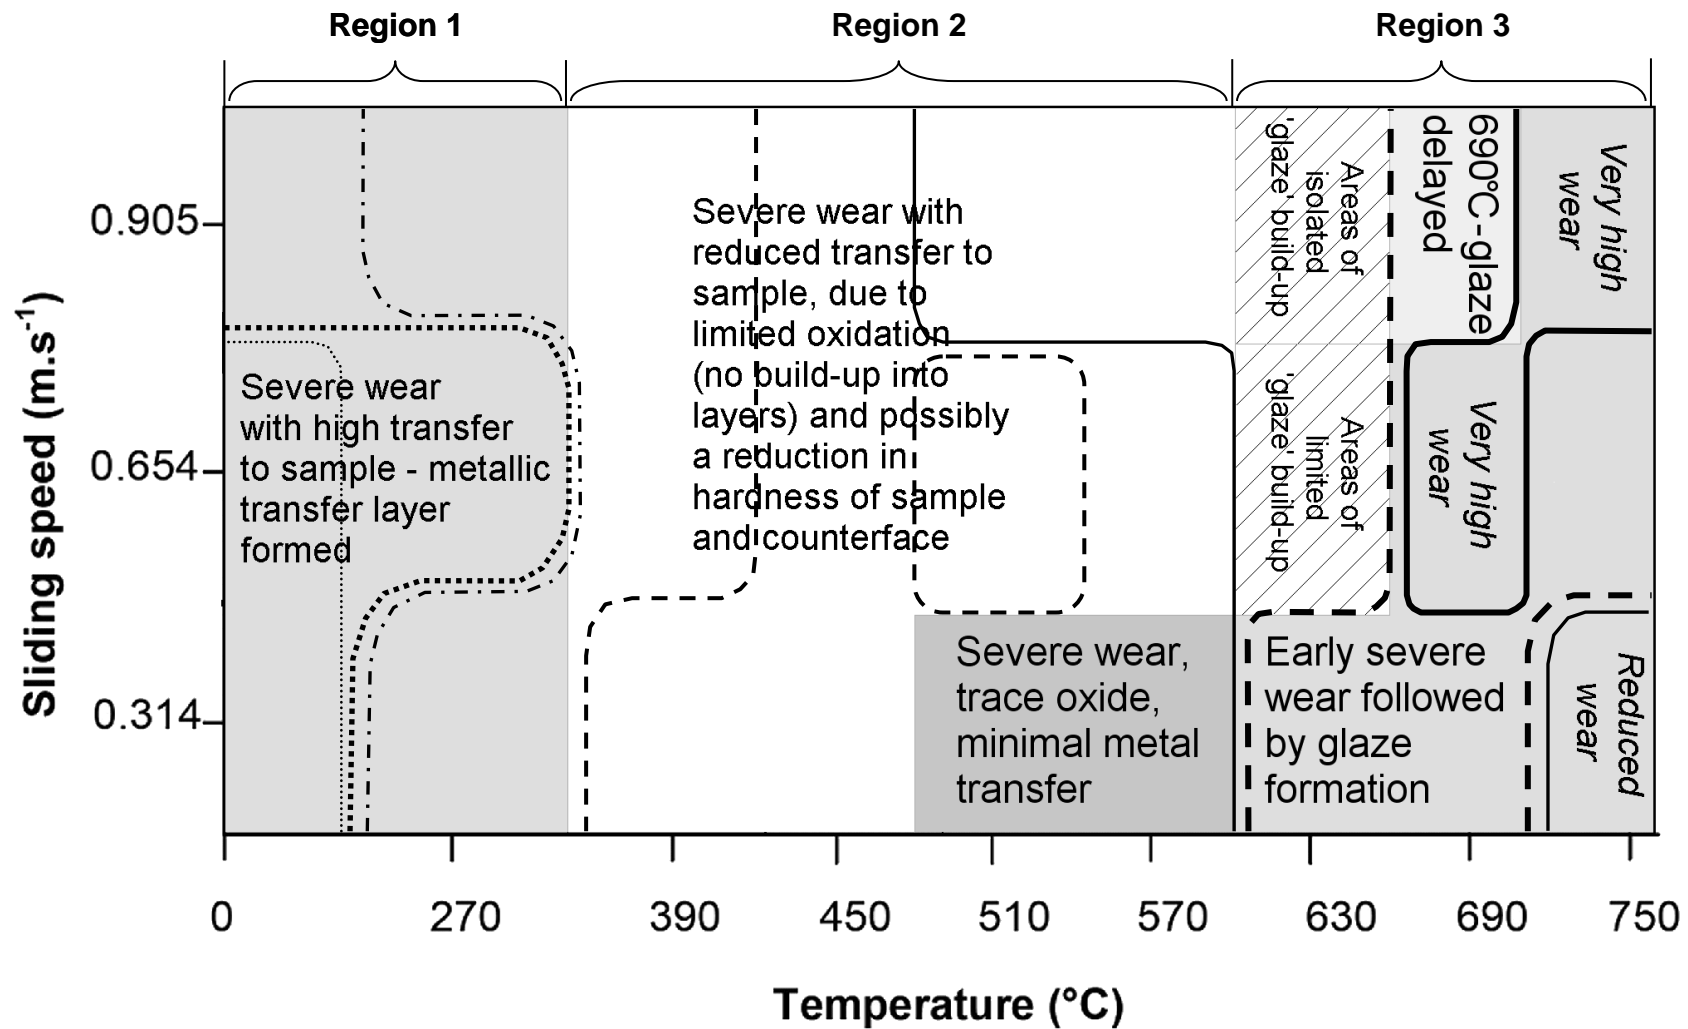 Region 1
Region 2
Region 3
Sliding speed (m.s-1)
0.905
0.654
0.314
Severe wear
with high transfer
to sample - metallic
transfer layer
formed
Severe wear with
reduced transfer to
sample, due to
limited oxidation
(no build-up into
layers) and possibly
a reduction in
hardness of sample
and counterface
Severe wear,
trace oxide,
minimal metal
transfer
Areas of
isolated
'glaze' build-up
Areas of
limited
'glaze' build-up
690°C -glaze
delayed
Very high
wear
Very high
wear
Early severe
wear followed
by glaze
formation
Reduced
wear
0
270
390
450
510
570
630
690
750
Temperature (°C)